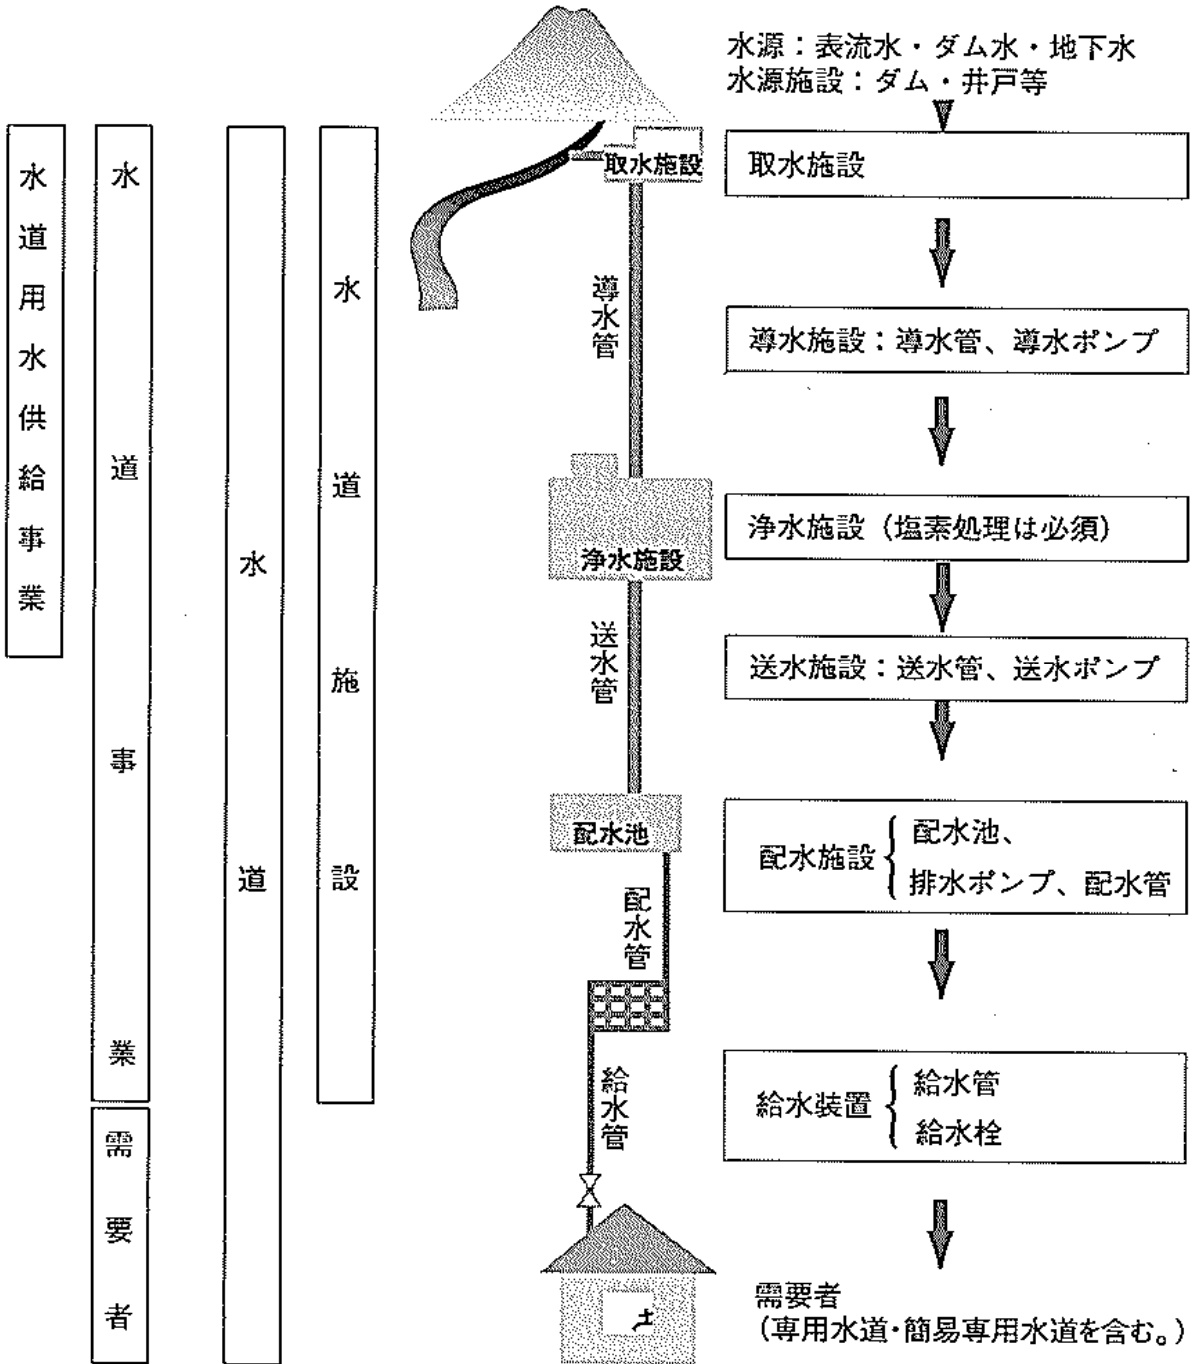 水道用水供給事業
水道事業
需要者
水道
水道施設
取水施設
導水管
浄水施設
送水管
配水池
配水管
給水管
水源：表流水・ダム水・地下水
水源施設：ダム・井戸等
取水施設
導水施設：導水管、導水ポンプ
浄水施設（塩素処理は必須）
送水施設：送水管、送水ポンプ
配水施設
配水池、
排水ポンプ、配水管
給水装置
給水管
給水栓
需要者
（専用水道・簡易専用水道を含む。）